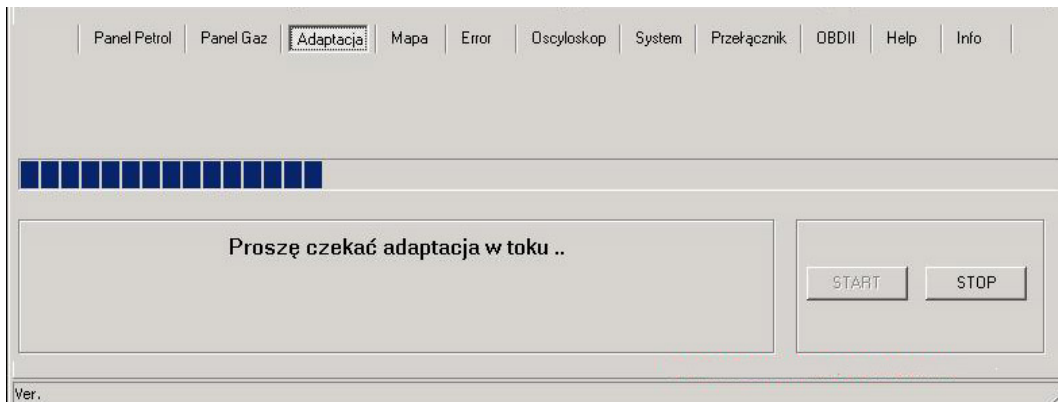 Panel Petrol Panel Gaz Adaptacja Mapa Error Oscyloskop System Przełącznik OBDII Help Info
Proszę czekać adaptacja w toku ..
START STOP
Ver.